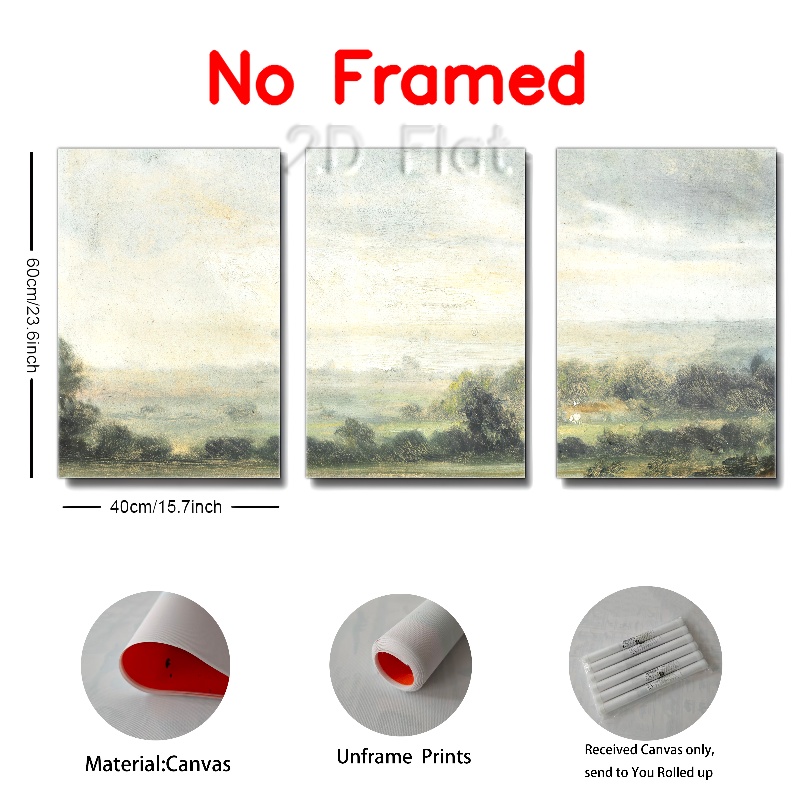 No Framed
2D Flat
60cm/23.6inch
40cm/15.7inch
Material:Canvas
Unframe Prints
Received Canvas only,
send to You Rolled up